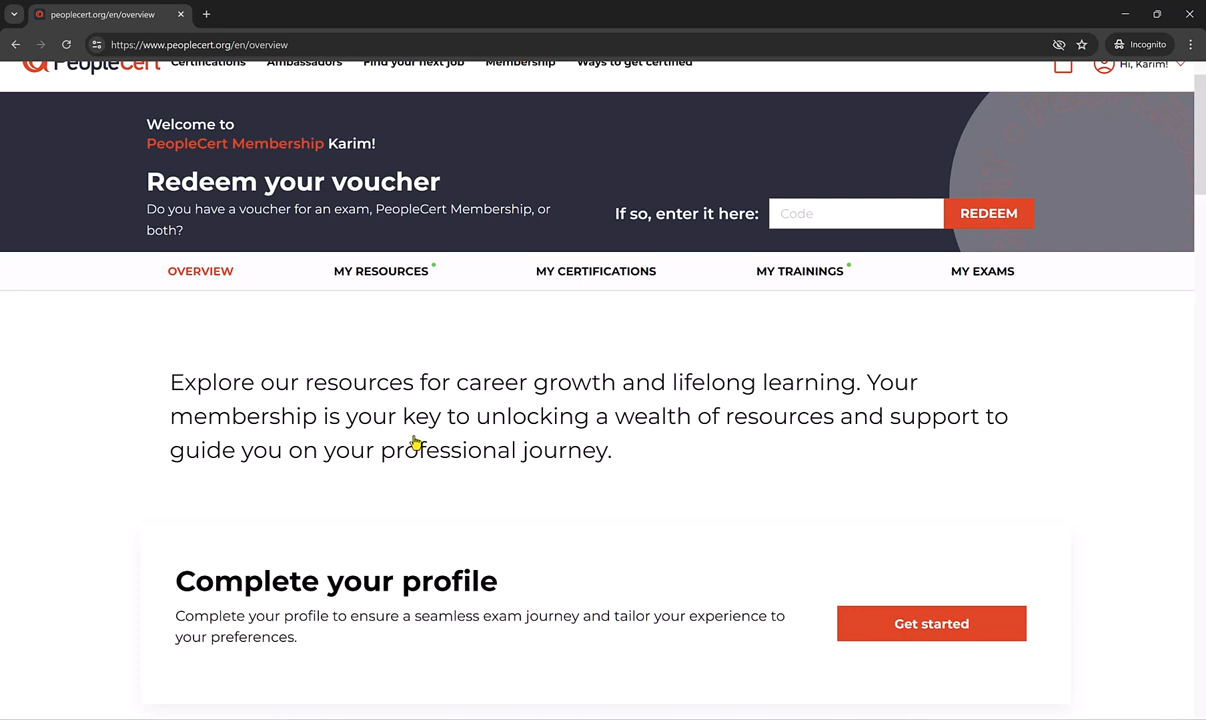 peoplecert.org/en/overview
https://www.peoplecert.org/en/overview
Incognito
PeopleCert Certifications Ambassadors Find your next job Membership Ways to get certified Hi, Karim!
Welcome to
PeopleCert Membership Karim!
Redeem your voucher
Do you have a voucher for an exam, PeopleCert Membership, or
both?
If so, enter it here: Code REDEEM
OVERVIEW MY RESOURCES MY CERTIFICATIONS MY TRAININGS MY EXAMS
Explore our resources for career growth and lifelong learning. Your
membership is your key to unlocking a wealth of resources and support to
guide you on your professional journey.
Complete your profile
Complete your profile to ensure a seamless exam journey and tailor your experience to
your preferences.
Get started